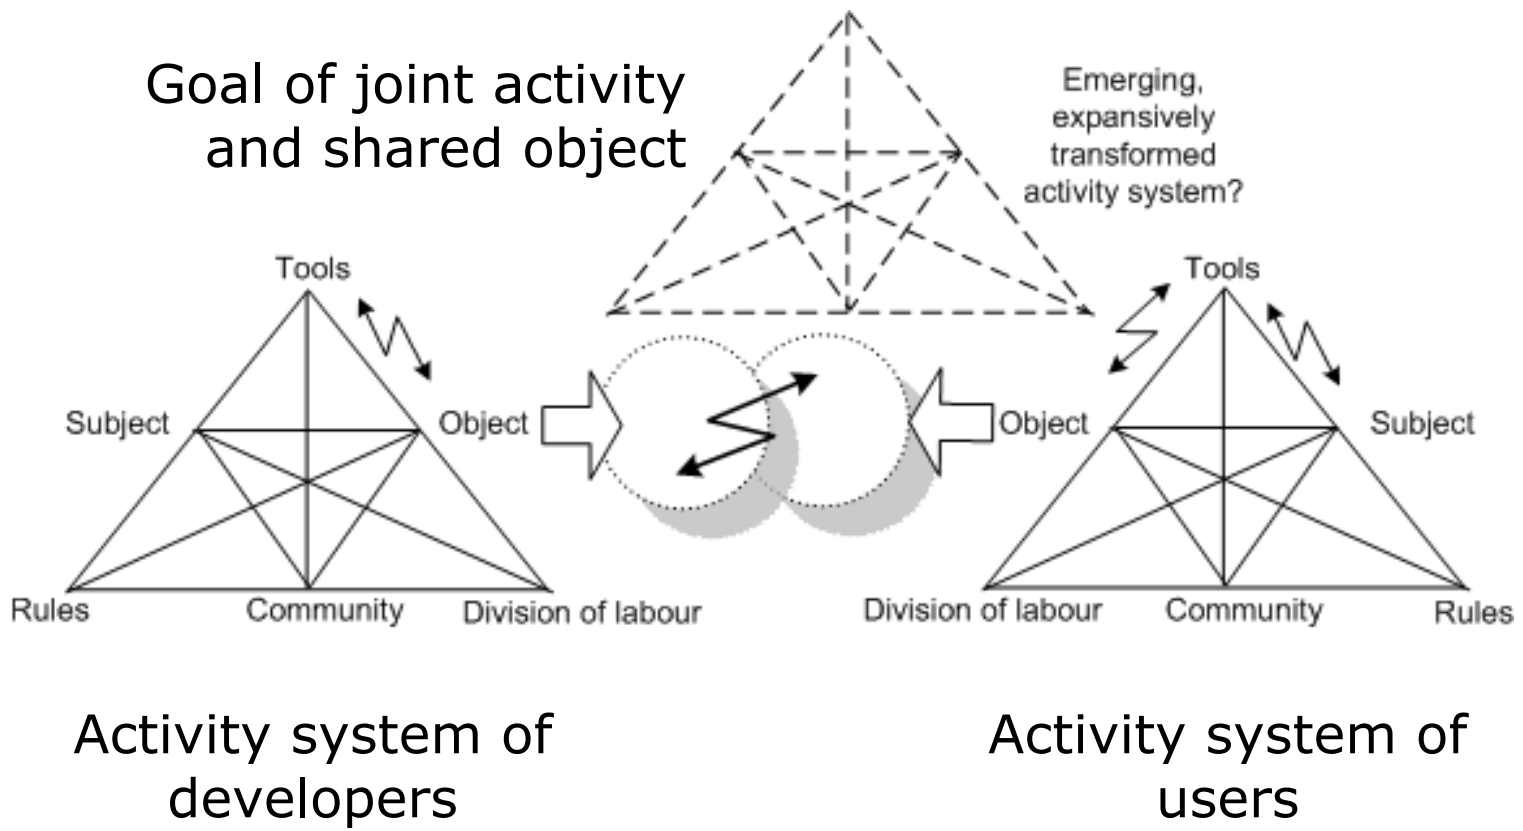 Goal of joint activity
and shared object
Emerging,
expansively
transformed
activity system?
Tools
Tools
Subject
Object
Object
Subject
Rules
Community
Division of labour
Division of labour
Community
Rules
Activity system of
developers
Activity system of
users